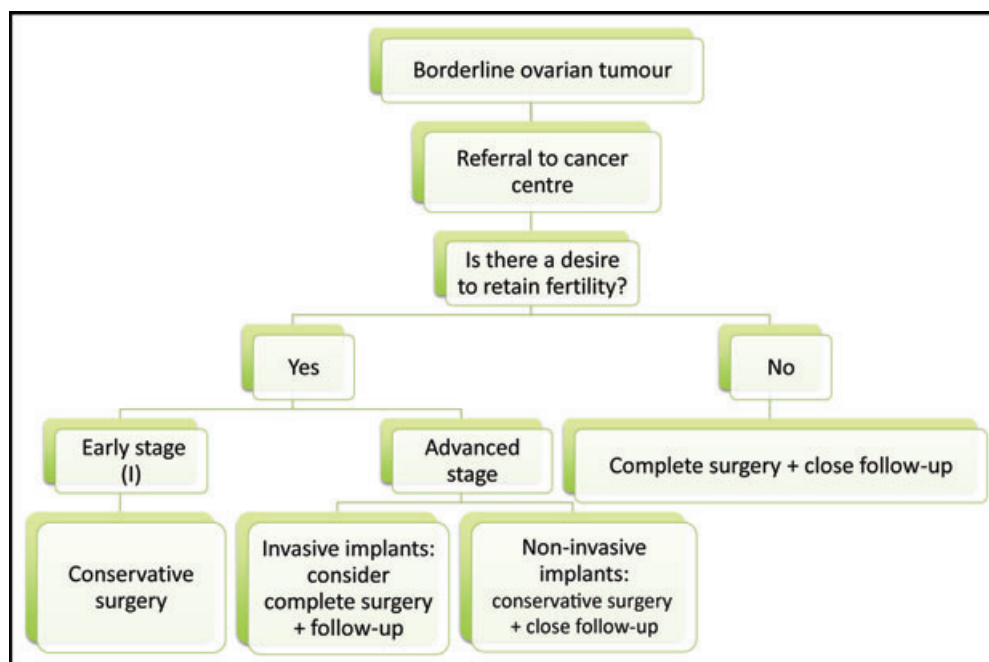 Borderline ovarian tumour
Referral to cancer
centre
Is there a desire
to retain fertility?
Yes
No
Early stage
(I)
Advanced
stage
Complete surgery + close follow-up
Conservative
surgery
Invasive implants:
consider
complete surgery
+ follow-up
Non-invasive
implants:
conservative surgery
+ close follow-up